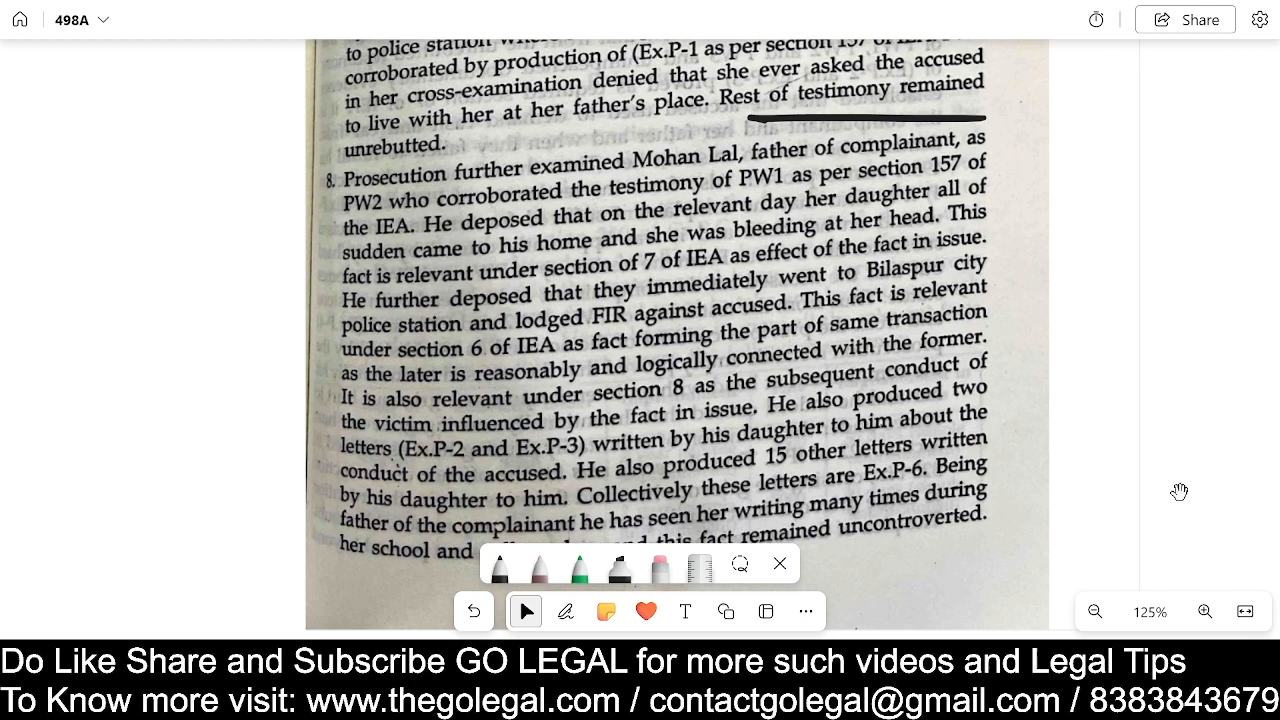 498A
Share
to police station
corroborated by production of (Ex.P-1 as per section 157 of
in her cross-examination denied that she ever asked the accused
to live with her at her father's place. Rest of testimony remained
unrebutted.
8. Prosecution further examined Mohan Lal, father of complainant, as
PW2 who corroborated the testimony of PW1 as per section 157 of
the IEA. He deposed that on the relevant day her daughter all of
sudden came to his home and she was bleeding at her head. This
fact is relevant under section of 7 of IEA as effect of the fact in issue.
He further deposed that they immediately went to Bilaspur city
police station and lodged FIR against accused. This fact is relevant
under section 6 of IEA as fact forming the part of same transaction
as the later is reasonably and logically connected with the former.
It is also relevant under section 8 as the subsequent conduct of
the victim influenced by the fact in issue. He also produced two
letters (Ex.P-2 and Ex.P-3) written by his daughter to him about the
conduct of the accused. He also produced 15 other letters written
by his daughter to him. Collectively these letters are Ex.P-6. Being
father of the complainant he has seen her writing many times during
her school and this fact remained uncontroverted.
125%
Do Like Share and Subscribe GO LEGAL for more such videos and Legal Tips
To Know more visit: www.thegolegal.com / contactgolegal@gmail.com / 8383843679